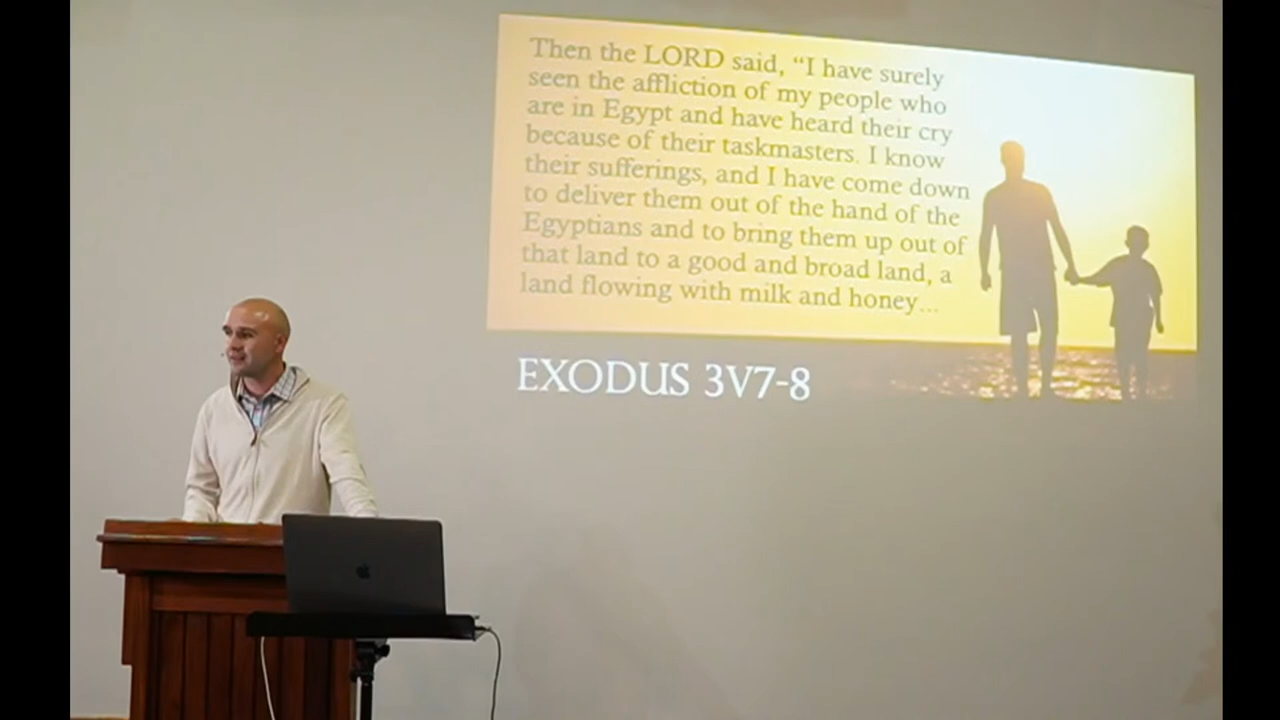 Then the LORD said, “I have surely
seen the affliction of my people who
are in Egypt and have heard their cry
because of their taskmasters. I know
their sufferings, and I have come down
to deliver them out of the hand of the
Egyptians and to bring them up out of
that land to a good and broad land, a
land flowing with milk and honey...
EXODUS 3V7-8